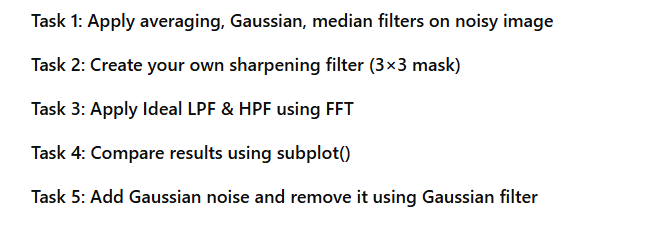 Task 1: Apply averaging, Gaussian, median filters on noisy image
Task 2: Create your own sharpening filter (3×3 mask)
Task 3: Apply Ideal LPF & HPF using FFT
Task 4: Compare results using subplot()
Task 5: Add Gaussian noise and remove it using Gaussian filter